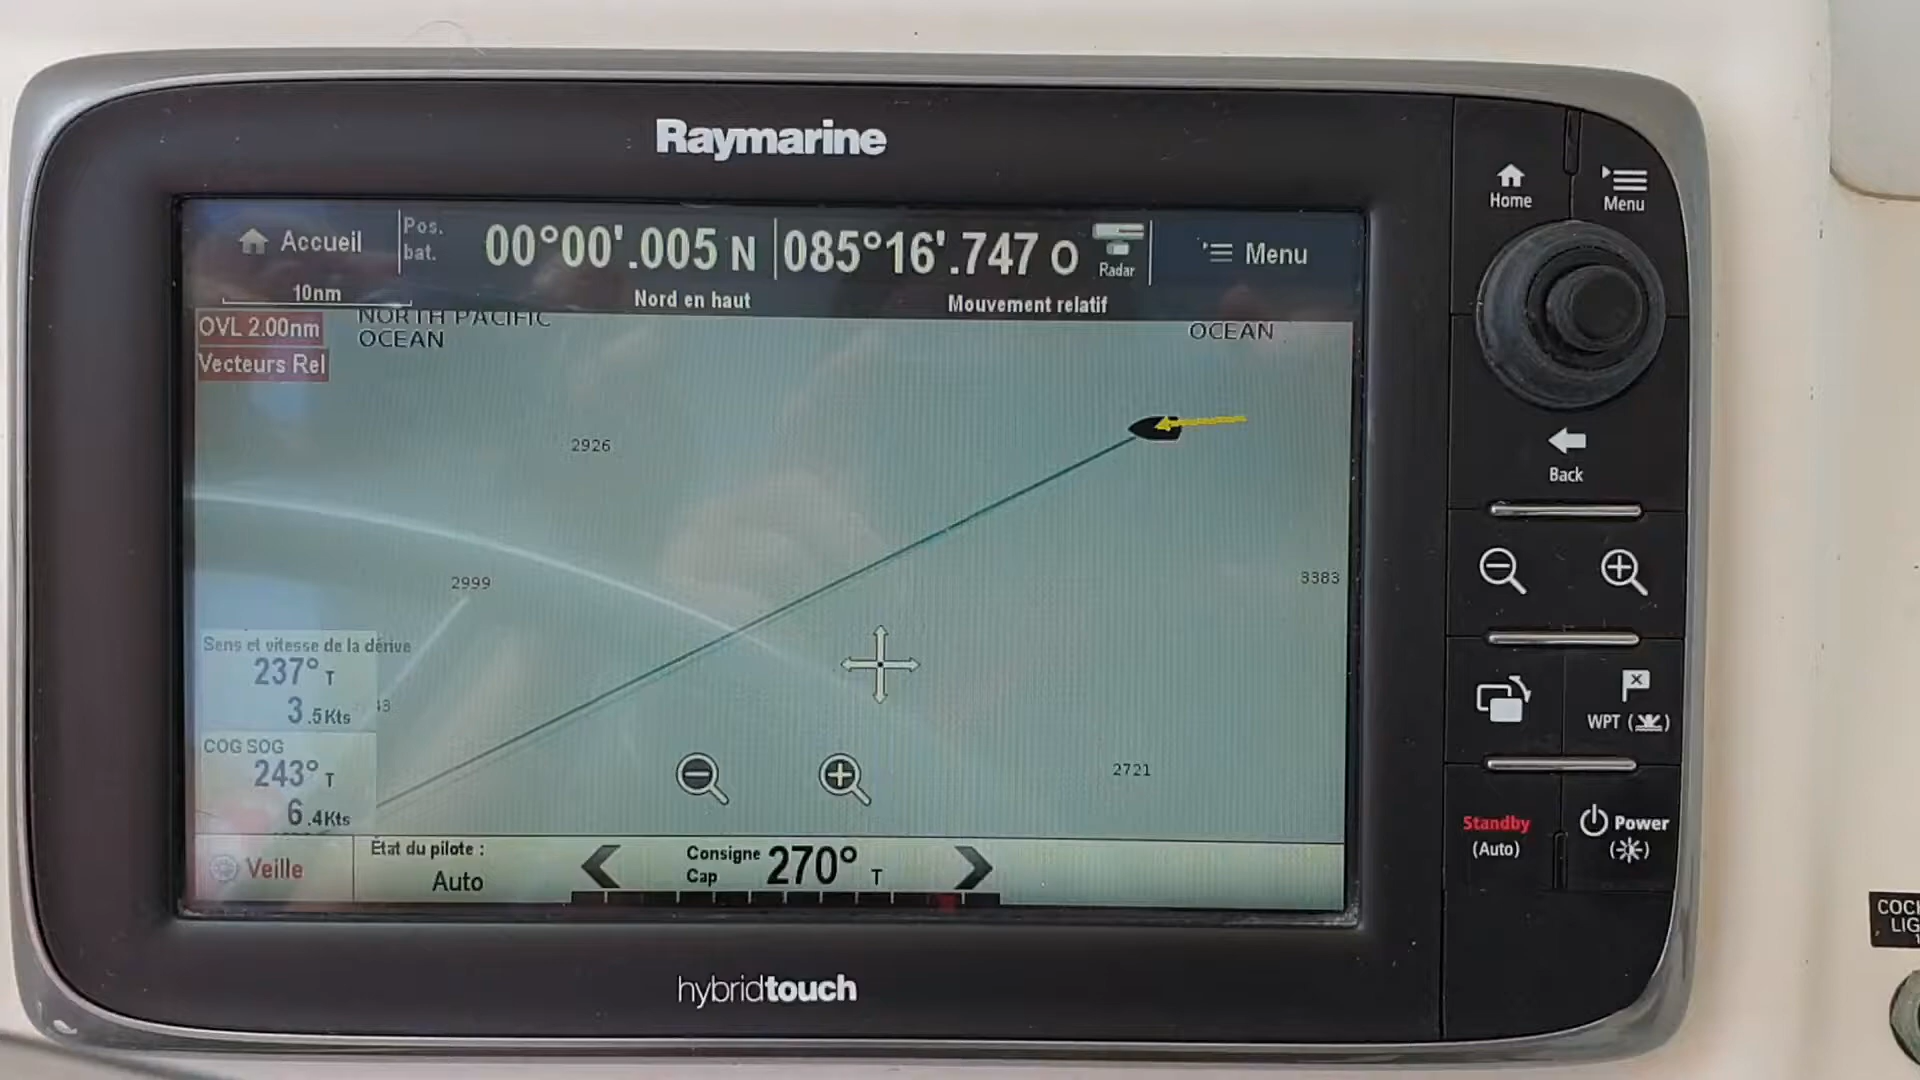 Raymarine
Home
Menu
Accueil
Pos. bat.
00°00'.005 N
085°16'.747 O
Radar
Menu
10nm
Nord en haut
Mouvement relatif
OVL 2.00nm
NORTH PACIFIC
OCEAN
OCEAN
Vecteurs Rel
2926
Back
2999
3383
Sens et vitesse de la dérive
237° T
3.5Kts
WPT
COG SOG
243° T
6.4Kts
2721
Standby
(Auto)
Power
Veille
État du pilote :
Auto
Consigne
Cap
270° T
hybridtouch